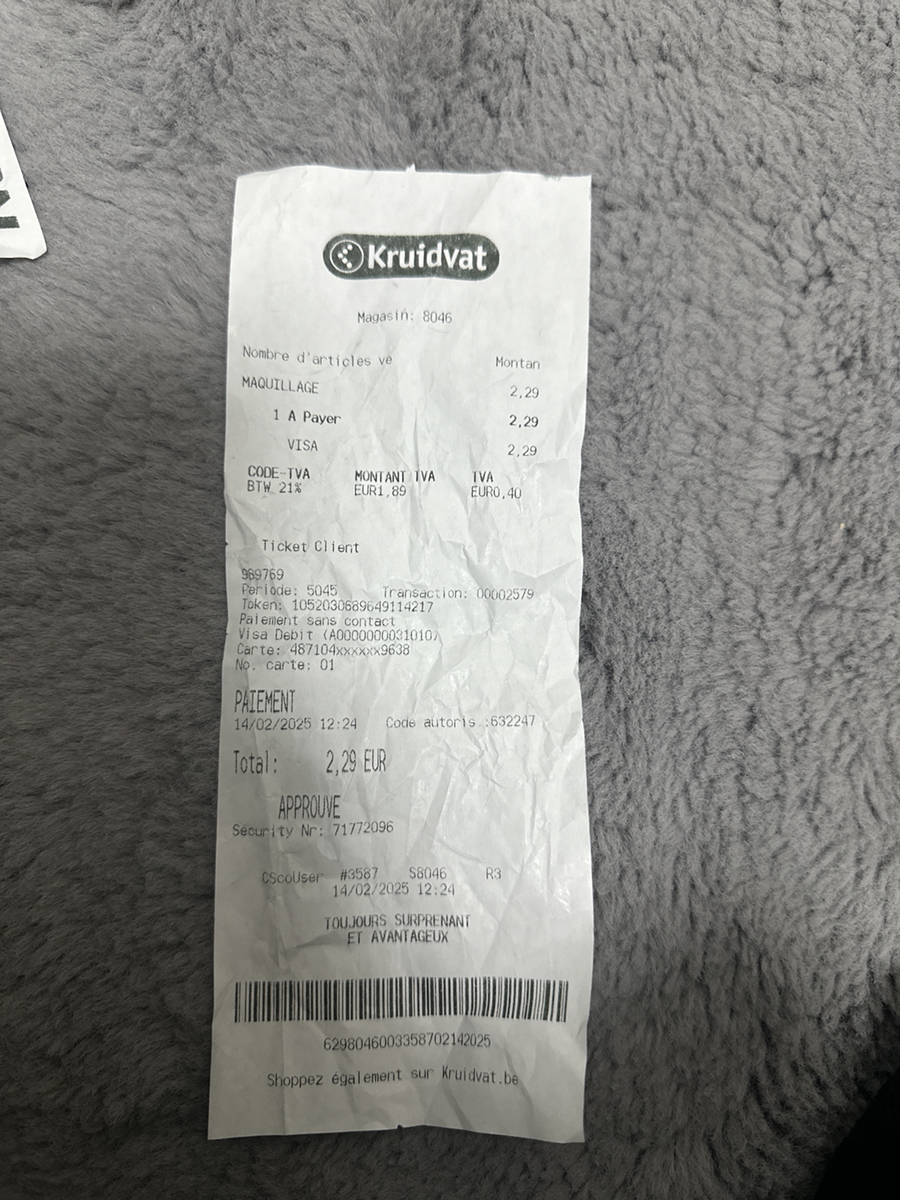 Kruidvat
Magasin: 8046
Nombre d'articles ve Montan
MAQUILLAGE 2,29
1 A Payer 2,29
VISA 2,29
CODE-TVA MONTANT TVA TVA
BTW 21% EUR1,89 EUR0,40
Ticket Client
989769
Periode: 5045 Transaction: 00002579
Token: 1052030689649114217
Paiement sans contact
Visa Debit (A0000000031010)
Carte: 487104xxxxxx9638
No. carte: 01
PAIEMENT
14/02/2025 12:24 Code autoris.:632247
Total: 2,29 EUR
APPROUVE
Security Nr: 71772096
CScoUser #3587 S8046 R3
14/02/2025 12:24
TOUJOURS SURPRENANT
ET AVANTAGEUX
6298046003358702142025
Shoppez également sur Kruidvat.be